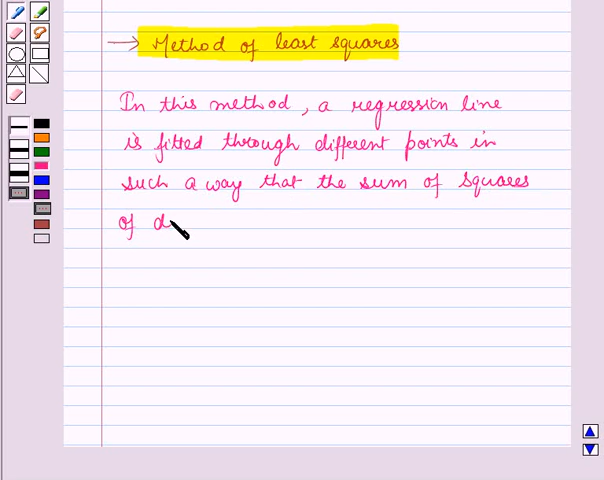 → Method of least squares
In this method, a regression line
is fitted through different points in
such a way that the sum of squares
of d